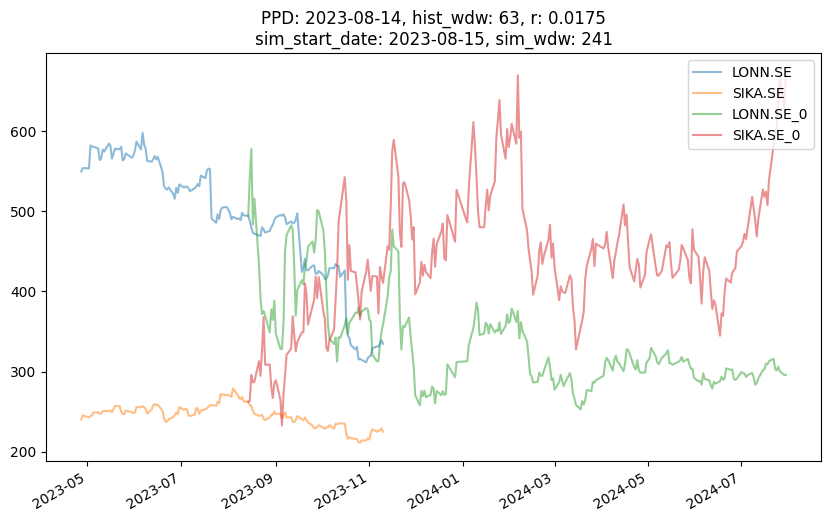 PPD: 2023-08-14, hist_wdw: 63, r: 0.0175
sim_start_date: 2023-08-15, sim_wdw: 241
LONN.SE
SIKA.SE
LONN.SE_0
SIKA.SE_0
600
500
400
300
200
2023-05
2023-07
2023-09
2023-11
2024-01
2024-03
2024-05
2024-07